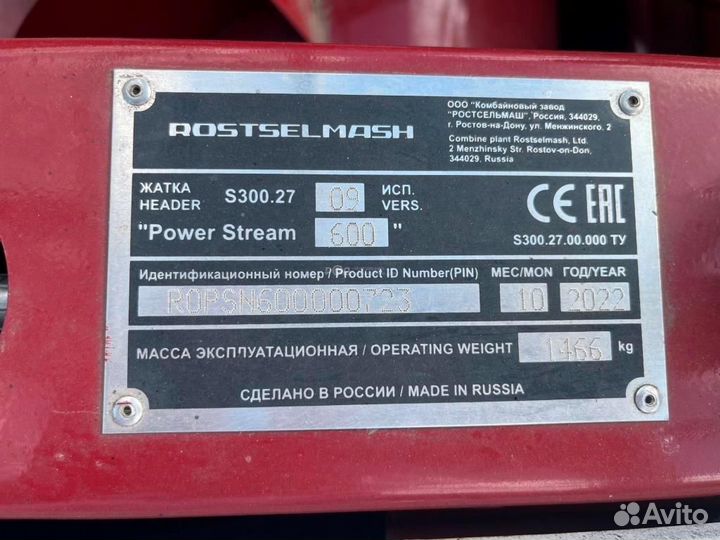 ROSTSELMASH
ООО "Комбайновый завод
"РОСТСЕЛЬМАШ", Россия, 344029,
г. Ростов-на-Дону, ул. Менжинского, 2
Combine plant Rostselmash, Ltd.
2 Menzhinsky Str. Rostov-on-Don,
344029, Russia
ЖАТКА HEADER S300.27 09 ИСП. VERS.
"Power Stream 600 "
CE EAC
S300.27.00.000 ТУ
Идентификационный номер / Product ID Number(PIN) МЕС/MON ГОД/YEAR
R0PSN600000723 10 2022
МАССА ЭКСПЛУАТАЦИОННАЯ / OPERATING WEIGHT 1466 kg
СДЕЛАНО В РОССИИ / MADE IN RUSSIA
Avito